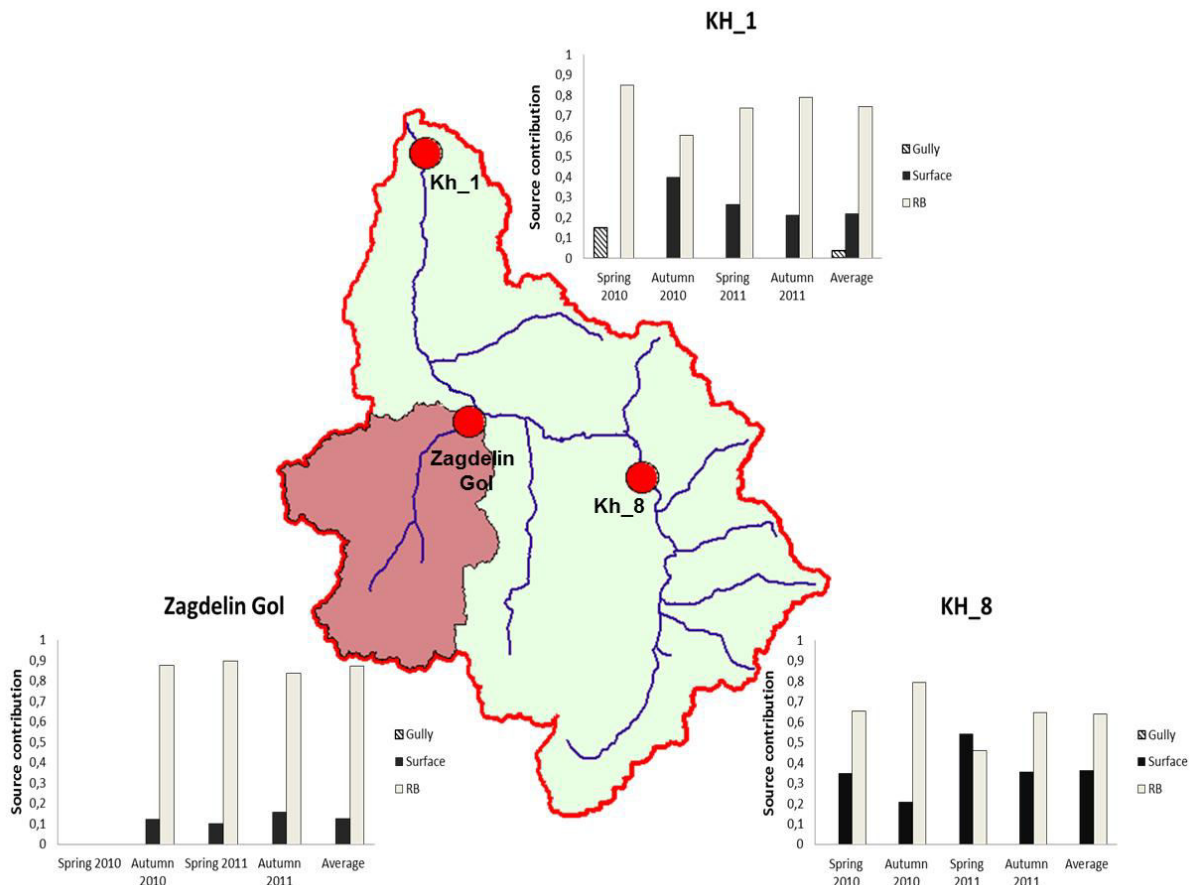 KH_1
Source contribution
1
0,9
0,8
0,7
0,6
0,5
0,4
0,3
0,2
0,1
0
Spring
2010
Autumn
2010
Spring
2011
Autumn
2011
Average
Gully
Surface
RB
Kh_1
Zagdelin
Gol
Kh_8
Zagdelin Gol
Source contribution
1
0,9
0,8
0,7
0,6
0,5
0,4
0,3
0,2
0,1
0
Spring 2010
Autumn
2010
Spring 2011
Autumn
2011
Average
Gully
Surface
RB
KH_8
Source contribution
1
0,9
0,8
0,7
0,6
0,5
0,4
0,3
0,2
0,1
0
Spring
2010
Autumn
2010
Spring
2011
Autumn
2011
Average
Gully
Surface
RB